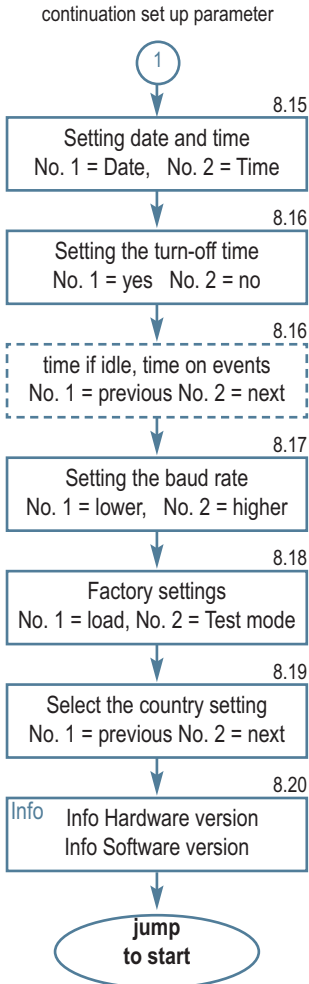 continuation set up parameter
1
8.15
Setting date and time
No. 1 = Date, No. 2 = Time
8.16
Setting the turn-off time
No. 1 = yes No. 2 = no
8.16
time if idle, time on events
No. 1 = previous No. 2 = next
8.17
Setting the baud rate
No. 1 = lower, No. 2 = higher
8.18
Factory settings
No. 1 = load, No. 2 = Test mode
8.19
Select the country setting
No. 1 = previous No. 2 = next
8.20
Info
Info Hardware version
Info Software version
jump
to start